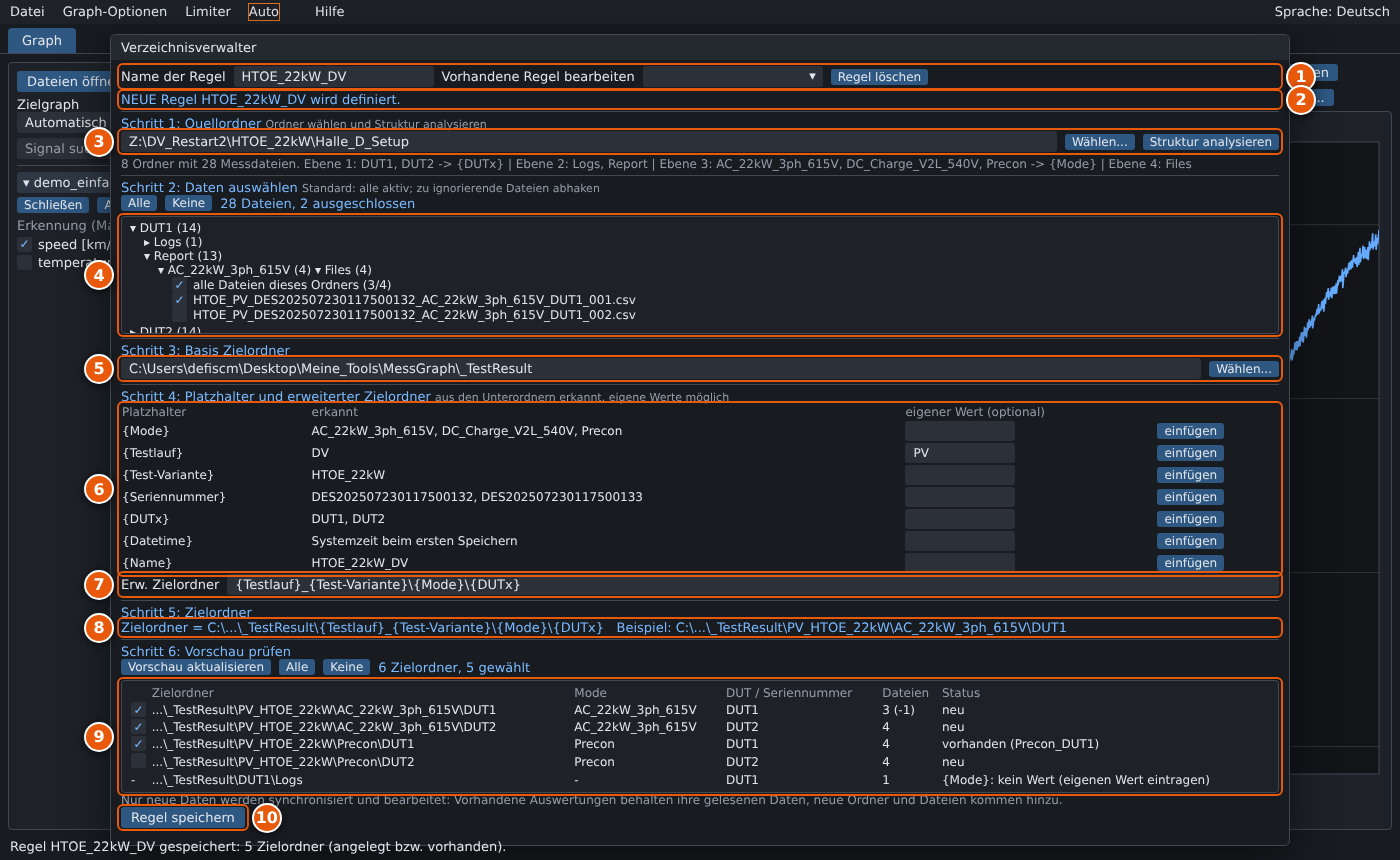 Datei Graph-Optionen Limiter Auto Hilfe Sprache: Deutsch
Graph
Verzeichnisverwalter
Dateien öffne
Name der Regel HTOE_22kW_DV Vorhandene Regel bearbeiten ▼ Regel löschen
1
en
NEUE Regel HTOE_22kW_DV wird definiert.
2
...
Zielgraph
Automatisch
Signal su
Schritt 1: Quellordner Ordner wählen und Struktur analysieren
3
Z:\DV_Restart2\HTOE_22kW\Halle_D_Setup Wählen... Struktur analysieren
8 Ordner mit 28 Messdateien. Ebene 1: DUT1, DUT2 -> {DUTx} | Ebene 2: Logs, Report | Ebene 3: AC_22kW_3ph_615V, DC_Charge_V2L_540V, Precon -> {Mode} | Ebene 4: Files
▾ demo_einfa
Schließen A
Erkennung (Ma
✓ speed [km/
tempera
Schritt 2: Daten auswählen Standard: alle aktiv; zu ignorierende Dateien abhaken
Alle Keine 28 Dateien, 2 ausgeschlossen
4
▾ DUT1 (14)
▸ Logs (1)
▾ Report (13)
▾ AC_22kW_3ph_615V (4) ▾ Files (4)
✓ alle Dateien dieses Ordners (3/4)
✓ HTOE_PV_DES202507230117500132_AC_22kW_3ph_615V_DUT1_001.csv
HTOE_PV_DES202507230117500132_AC_22kW_3ph_615V_DUT1_002.csv
▸ DUT2 (14)
Schritt 3: Basis Zielordner
5
C:\Users\defiscm\Desktop\Meine_Tools\MessGraph\_TestResult Wählen...
Schritt 4: Platzhalter und erweiterter Zielordner aus den Unterordnern erkannt, eigene Werte möglich
Platzhalter erkannt eigener Wert (optional)
{Mode} AC_22kW_3ph_615V, DC_Charge_V2L_540V, Precon einfügen
{Testlauf} DV PV einfügen
{Test-Variante} HTOE_22kW einfügen
6
{Seriennummer} DES202507230117500132, DES202507230117500133 einfügen
{DUTx} DUT1, DUT2 einfügen
{Datetime} Systemzeit beim ersten Speichern einfügen
{Name} HTOE_22kW_DV einfügen
7
Erw. Zielordner {Testlauf}_{Test-Variante}\{Mode}\{DUTx}
Schritt 5: Zielordner
8
Zielordner = C:\...\_TestResult\{Testlauf}_{Test-Variante}\{Mode}\{DUTx} Beispiel: C:\...\_TestResult\PV_HTOE_22kW\AC_22kW_3ph_615V\DUT1
Schritt 6: Vorschau prüfen
Vorschau aktualisieren Alle Keine 6 Zielordner, 5 gewählt
9
Zielordner Mode DUT / Seriennummer Dateien Status
✓ ...\_TestResult\PV_HTOE_22kW\AC_22kW_3ph_615V\DUT1 AC_22kW_3ph_615V DUT1 3 (-1) neu
✓ ...\_TestResult\PV_HTOE_22kW\AC_22kW_3ph_615V\DUT2 AC_22kW_3ph_615V DUT2 4 neu
✓ ...\_TestResult\PV_HTOE_22kW\Precon\DUT1 Precon DUT1 4 vorhanden (Precon_DUT1)
...\_TestResult\PV_HTOE_22kW\Precon\DUT2 Precon DUT2 4 neu
- ...\_TestResult\DUT1\Logs - DUT1 1 {Mode}: kein Wert (eigenen Wert eintragen)
Nur neue Daten werden synchronisiert und bearbeitet: Vorhandene Auswertungen behalten ihre gelesenen Daten, neue Ordner und Dateien kommen hinzu.
Regel speichern
10
Regel HTOE_22kW_DV gespeichert: 5 Zielordner (angelegt bzw. vorhanden).